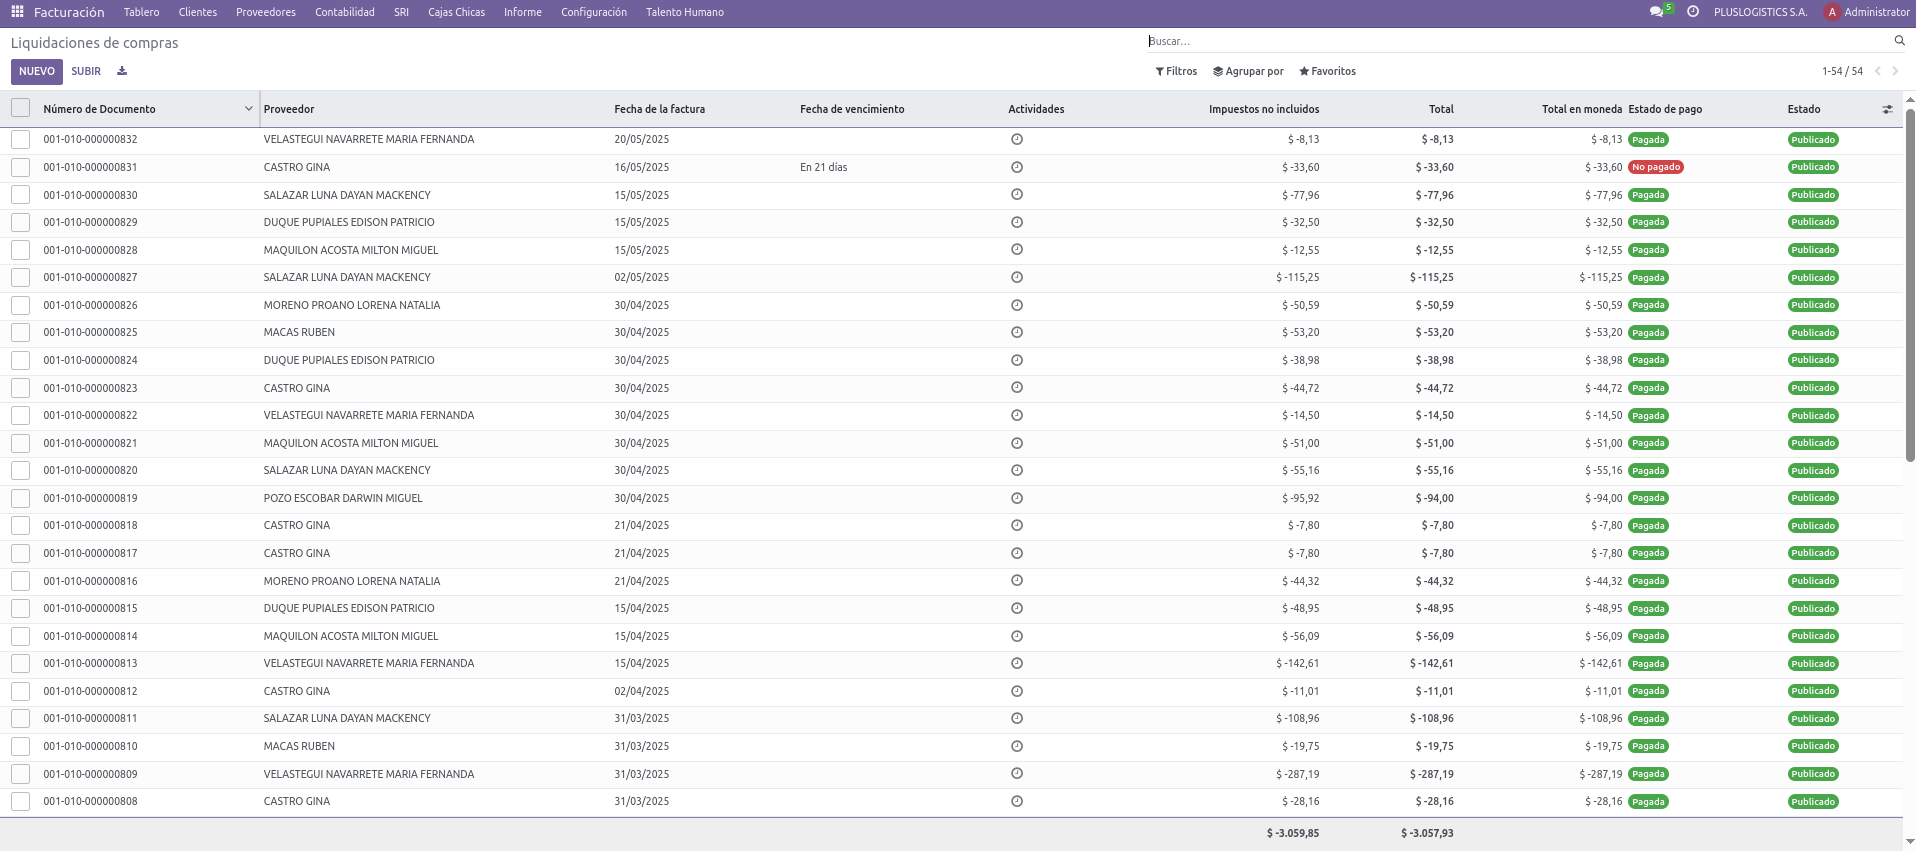 Facturación Tablero Clientes Proveedores Contabilidad SRI Cajas Chicas Informe Configuración Talento Humano 5 PLUSLOGISTICS S.A. A Administrator
Liquidaciones de compras Buscar...
NUEVO SUBIR Filtros Agrupar por Favoritos 1-54 / 54
Número de Documento Proveedor Fecha de la factura Fecha de vencimiento Actividades Impuestos no incluidos Total Total en moneda Estado de pago Estado
001-010-000000832 VELASTEGUI NAVARRETE MARIA FERNANDA 20/05/2025 $ -8,13 $ -8,13 $ -8,13 Pagada Publicado
001-010-000000831 CASTRO GINA 16/05/2025 En 21 días $ -33,60 $ -33,60 $ -33,60 No pagado Publicado
001-010-000000830 SALAZAR LUNA DAYAN MACKENCY 15/05/2025 $ -77,96 $ -77,96 $ -77,96 Pagada Publicado
001-010-000000829 DUQUE PUPIALES EDISON PATRICIO 15/05/2025 $ -32,50 $ -32,50 $ -32,50 Pagada Publicado
001-010-000000828 MAQUILON ACOSTA MILTON MIGUEL 15/05/2025 $ -12,55 $ -12,55 $ -12,55 Pagada Publicado
001-010-000000827 SALAZAR LUNA DAYAN MACKENCY 02/05/2025 $ -115,25 $ -115,25 $ -115,25 Pagada Publicado
001-010-000000826 MORENO PROANO LORENA NATALIA 30/04/2025 $ -50,59 $ -50,59 $ -50,59 Pagada Publicado
001-010-000000825 MACAS RUBEN 30/04/2025 $ -53,20 $ -53,20 $ -53,20 Pagada Publicado
001-010-000000824 DUQUE PUPIALES EDISON PATRICIO 30/04/2025 $ -38,98 $ -38,98 $ -38,98 Pagada Publicado
001-010-000000823 CASTRO GINA 30/04/2025 $ -44,72 $ -44,72 $ -44,72 Pagada Publicado
001-010-000000822 VELASTEGUI NAVARRETE MARIA FERNANDA 30/04/2025 $ -14,50 $ -14,50 $ -14,50 Pagada Publicado
001-010-000000821 MAQUILON ACOSTA MILTON MIGUEL 30/04/2025 $ -51,00 $ -51,00 $ -51,00 Pagada Publicado
001-010-000000820 SALAZAR LUNA DAYAN MACKENCY 30/04/2025 $ -55,16 $ -55,16 $ -55,16 Pagada Publicado
001-010-000000819 POZO ESCOBAR DARWIN MIGUEL 30/04/2025 $ -95,92 $ -94,00 $ -94,00 Pagada Publicado
001-010-000000818 CASTRO GINA 21/04/2025 $ -7,80 $ -7,80 $ -7,80 Pagada Publicado
001-010-000000817 CASTRO GINA 21/04/2025 $ -7,80 $ -7,80 $ -7,80 Pagada Publicado
001-010-000000816 MORENO PROANO LORENA NATALIA 21/04/2025 $ -44,32 $ -44,32 $ -44,32 Pagada Publicado
001-010-000000815 DUQUE PUPIALES EDISON PATRICIO 15/04/2025 $ -48,95 $ -48,95 $ -48,95 Pagada Publicado
001-010-000000814 MAQUILON ACOSTA MILTON MIGUEL 15/04/2025 $ -56,09 $ -56,09 $ -56,09 Pagada Publicado
001-010-000000813 VELASTEGUI NAVARRETE MARIA FERNANDA 15/04/2025 $ -142,61 $ -142,61 $ -142,61 Pagada Publicado
001-010-000000812 CASTRO GINA 02/04/2025 $ -11,01 $ -11,01 $ -11,01 Pagada Publicado
001-010-000000811 SALAZAR LUNA DAYAN MACKENCY 31/03/2025 $ -108,96 $ -108,96 $ -108,96 Pagada Publicado
001-010-000000810 MACAS RUBEN 31/03/2025 $ -19,75 $ -19,75 $ -19,75 Pagada Publicado
001-010-000000809 VELASTEGUI NAVARRETE MARIA FERNANDA 31/03/2025 $ -287,19 $ -287,19 $ -287,19 Pagada Publicado
001-010-000000808 CASTRO GINA 31/03/2025 $ -28,16 $ -28,16 $ -28,16 Pagada Publicado
$ -3.059,85 $ -3.057,93